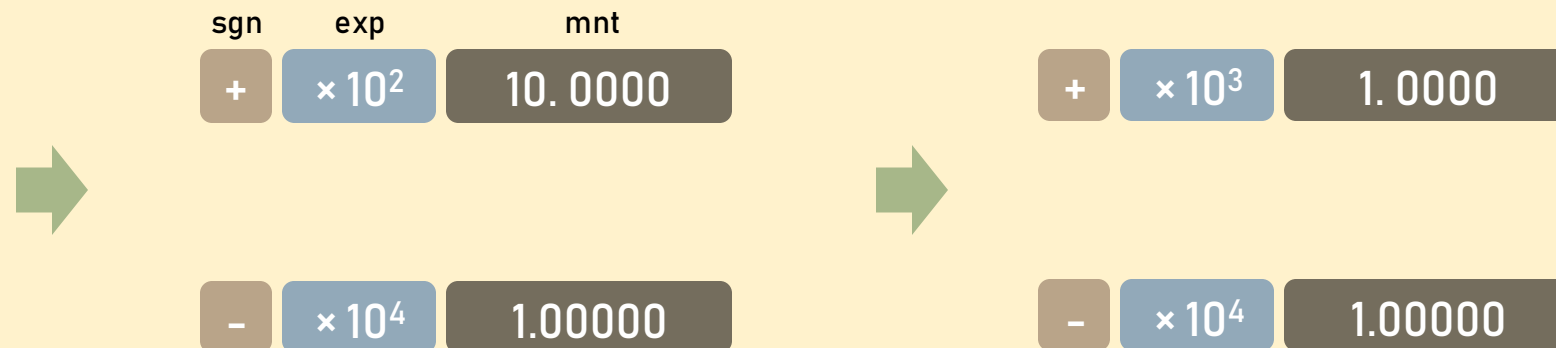 sgn exp mnt
+ × 10² 10. 0000 + × 10³ 1. 0000
- × 10⁴ 1.00000 - × 10⁴ 1.00000